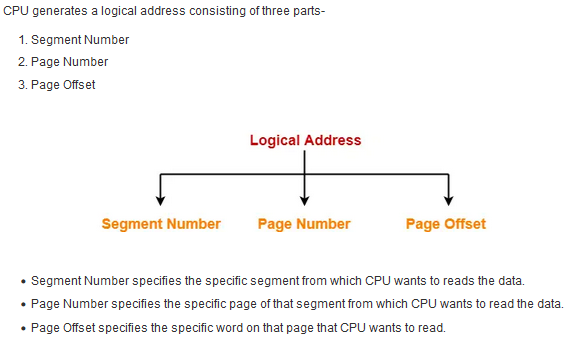 CPU generates a logical address consisting of three parts-
1. Segment Number
2. Page Number
3. Page Offset
Logical Address
Segment Number Page Number Page Offset
• Segment Number specifies the specific segment from which CPU wants to reads the data.
• Page Number specifies the specific page of that segment from which CPU wants to read the data.
• Page Offset specifies the specific word on that page that CPU wants to read.